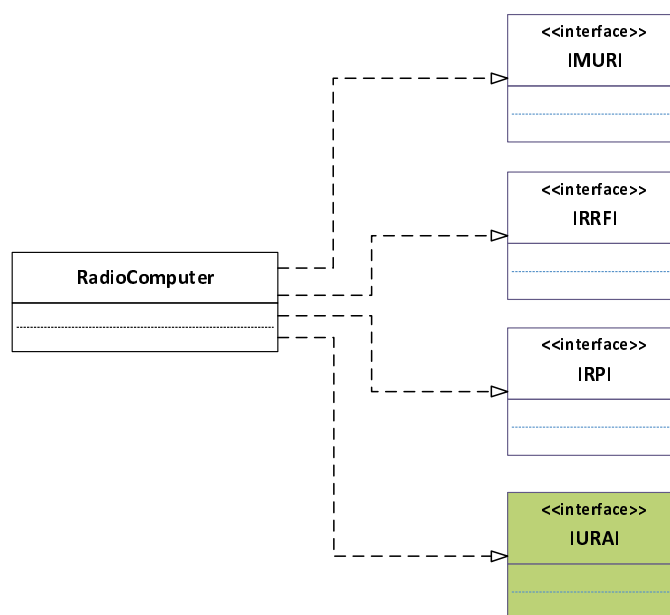 <<interface>>
IMURI
<<interface>>
IRRFI
RadioComputer
<<interface>>
IRPI
<<interface>>
IURAI